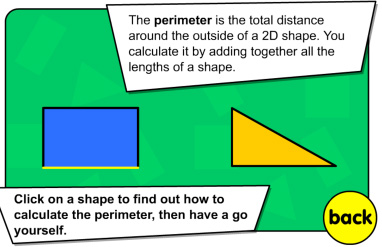 The perimeter is the total distance
around the outside of a 2D shape. You
calculate it by adding together all the
lengths of a shape.
Click on a shape to find out how to
calculate the perimeter, then have a go
yourself.
back